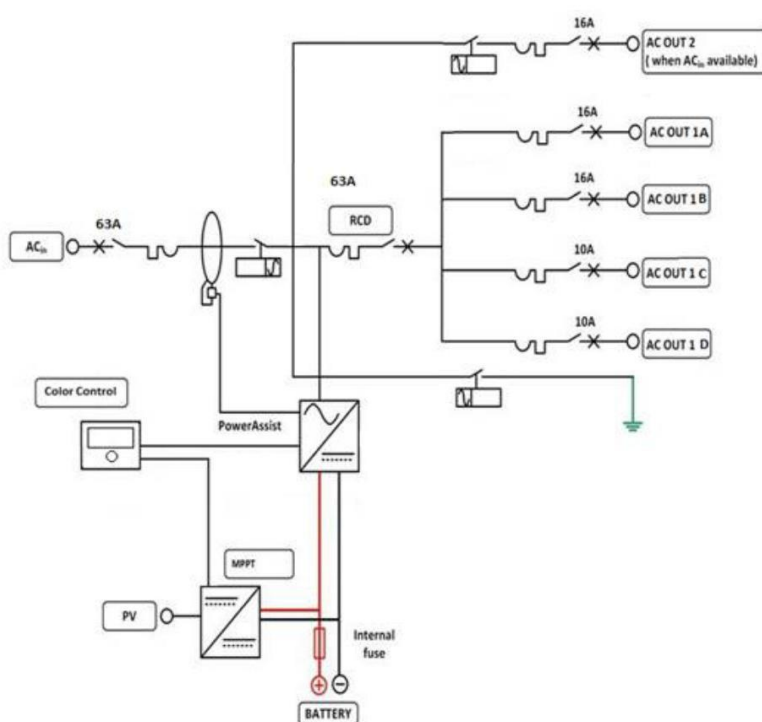 16A
AC OUT 2
( when ACin available)
16A
AC OUT 1A
63A
16A
RCD
AC OUT 1B
63A
ACin
10A
AC OUT 1 C
10A
AC OUT 1 D
Color Control
PowerAssist
MPPT
PV
Internal
fuse
+ −
BATTERY